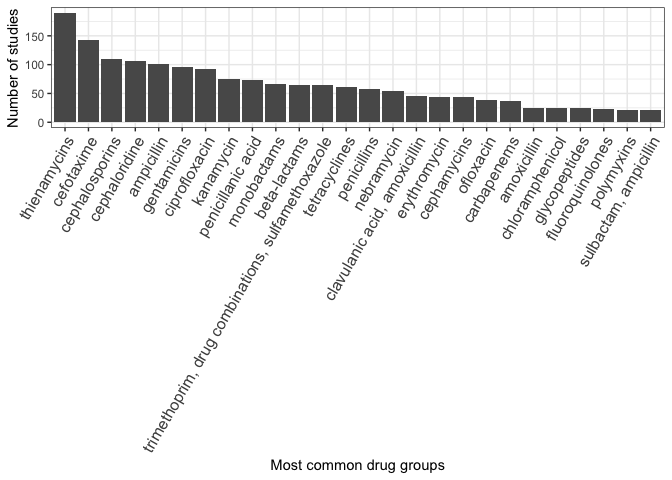 Number of studies
150
100
50
0
thienamycins
cefotaxime
cephalosporins
cephaloridine
ampicillin
gentamicins
ciprofloxacin
kanamycin
penicillanic acid
monobactams
beta-lactams
trimethoprim, drug combinations, sulfamethoxazole
tetracyclines
penicillins
nebramycin
clavulanic acid, amoxicillin
erythromycin
cephamycins
ofloxacin
carbapenems
amoxicillin
chloramphenicol
glycopeptides
fluoroquinolones
polymyxins
sulbactam, ampicillin
Most common drug groups